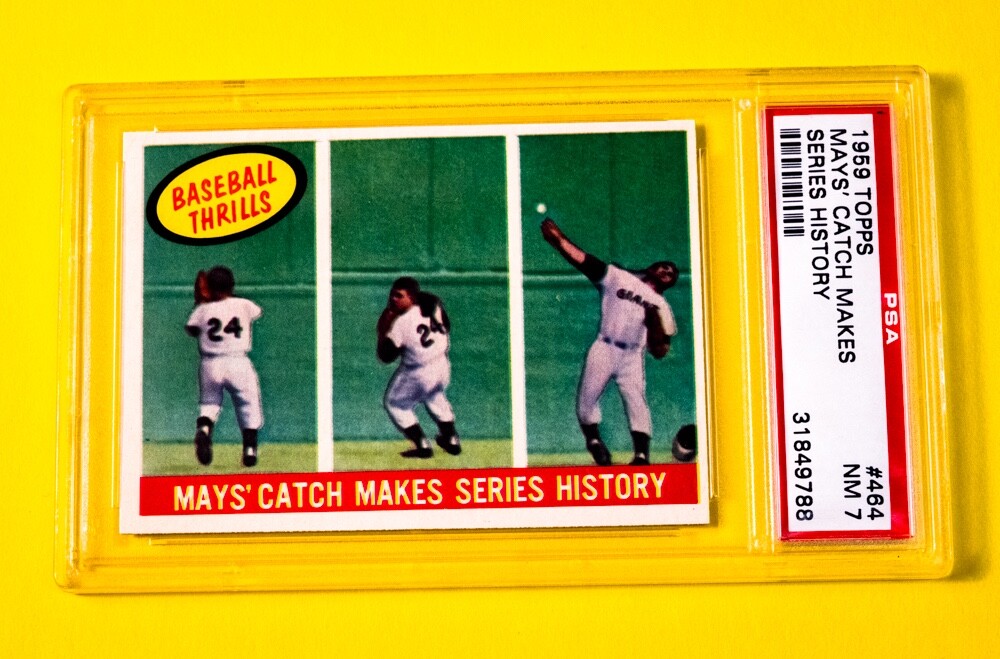 BASEBALL
THRILLS
24
24
GIANTS
MAYS' CATCH MAKES SERIES HISTORY
PSA
1959 TOPPS
MAYS' CATCH MAKES
SERIES HISTORY
#464
NM 7
31849788